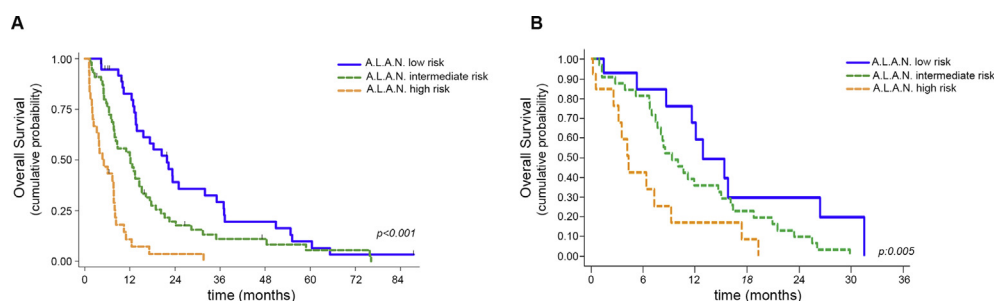 A
A.L.A.N. low risk
A.L.A.N. intermediate risk
A.L.A.N. high risk
Overall Survival
(cumulative probaibility)
1.00
0.75
0.50
0.25
0.00
p<0.001
0 12 24 36 48 60 72 84
time (months)
B
A.L.A.N. low risk
A.L.A.N. intermediate risk
A.L.A.N. high risk
Overall Survival
(cumulative probability)
1.00
0.90
0.80
0.70
0.60
0.50
0.40
0.30
0.20
0.10
0.00
p:0.005
0 6 12 18 24 30 36
time (months)